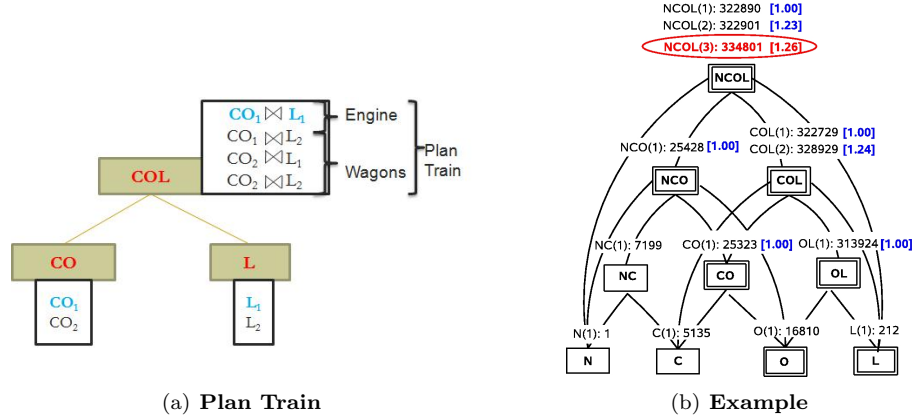 CO₁ ⋈ L₁
CO₁ ⋈ L₂
CO₂ ⋈ L₁
CO₂ ⋈ L₂
Engine
Wagons
Plan
Train
COL
CO
L
CO₁
CO₂
L₁
L₂
(a) Plan Train
NCOL(1): 322890 [1.00]
NCOL(2): 322901 [1.23]
NCOL(3): 334801 [1.26]
NCOL
COL(1): 322729 [1.00]
NCO(1): 25428 [1.00] COL(2): 328929 [1.24]
NCO COL
NC(1): 7199 CO(1): 25323 [1.00] OL(1): 313924 [1.00]
NC CO OL
N(1): 1 C(1): 5135 O(1): 16810 L(1): 212
N C O L
(b) Example